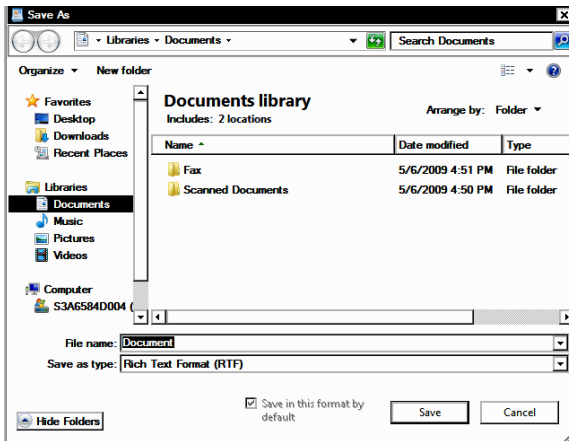 Save As
Libraries Documents
Search Documents
Organize New folder
Favorites
Desktop
Downloads
Recent Places
Libraries
Documents
Music
Pictures
Videos
Computer
S3A6584D004 (
Documents library
Includes: 2 locations
Arrange by: Folder
Name Date modified Type
Fax 5/6/2009 4:51 PM File folder
Scanned Documents 5/6/2009 4:50 PM File folder
File name: Document
Save as type: Rich Text Format (RTF)
Hide Folders
Save in this format by
default
Save Cancel